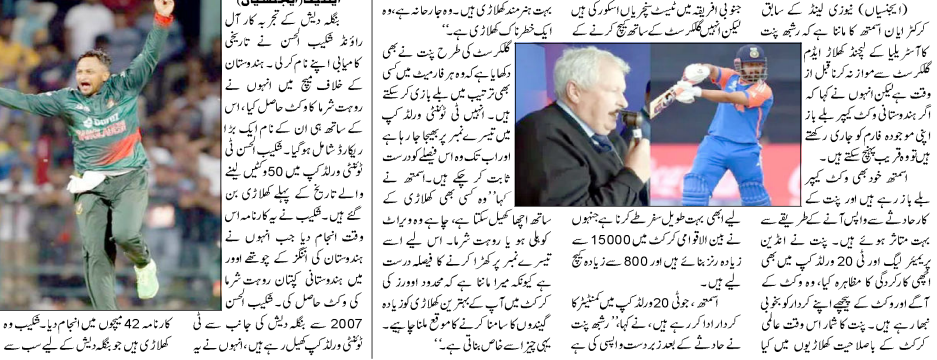 (ایجنسیاں) نیوزی لینڈ کے سابق
کرکٹر ایان اسمتھ کا ماننا ہے کہ رشبھ پنت
کا آسٹریلیا کے لیجنڈ کھلاڑی ایڈم
گلکرسٹ سے موازنہ کرنا قبل از
وقت ہے لیکن انہوں نے کہا کہ
اگر ہندوستانی وکٹ کیپر بلے باز
اپنی موجودہ فارم کو جاری رکھتے
ہیں تو وہ قریب پہنچ سکتے ہیں۔
اسمتھ خود بھی وکٹ کیپر
بلے باز رہے ہیں اور پنت کے
کار حادثے سے واپس آنے کے طریقے سے
بہت متاثر ہوئے ہیں۔ پنت نے انڈین
پریمیئر لیگ اور ٹی 20 ورلڈ کپ میں بھی
اچھی کارکردگی کا مظاہرہ کیا، وہ وکٹ کے
آگے اور وکٹ کے پیچھے اپنے کردار کو بخوبی
نبھا رہے ہیں۔ پنت کا شمار اس وقت عالمی
کرکٹ کے باصلاحیت کھلاڑیوں میں کیا
جنوبی افریقہ میں ٹیسٹ سنچریاں اسکور کی ہیں
لیکن انہیں گلکرسٹ کے ساتھ کیچ کرنے کے
لیے ابھی بہت طویل سفر طے کرنا ہے جنہوں
نے بین الاقوامی کرکٹ میں 15000 سے
زیادہ رنز بنائے ہیں اور 800 سے زیادہ کیچ
لیے ہیں۔
اسمتھ، جو ٹی 20 ورلڈ کپ میں کمنٹیٹر کا
کردار ادا کر رہے ہیں، نے کہا،’’رشبھ پنت
نے حادثے کے بعد زبردست واپسی کی ہے
بہت ہنرمند کھلاڑی ہیں۔ وہ جارحانہ ہے، وہ
ایک خطرناک کھلاڑی ہے۔‘‘
گلکرسٹ کی طرح پنت نے بھی
دکھایا ہے کہ وہ ہر فارمیٹ میں کسی
بھی ترتیب میں بلے بازی کر سکتے
ہیں۔ انہیں ٹی ٹوئنٹی ورلڈ کپ
میں تیسرے نمبر پر بھیجا جا رہا ہے
اور اب تک وہ اس فیصلے کو درست
ثابت کر چکے ہیں۔ اسمتھ نے
کہا’’وہ کسی بھی کھلاڑی کے
ساتھ اچھا کھیل سکتا ہے، چاہے وہ ویراٹ
کوہلی ہو یا روہت شرما۔ اس لیے اسے
تیسرے نمبر پر کھڑا کرنے کا فیصلہ درست
ہے کیونکہ میرا ماننا ہے کہ محدود اوورز کی
کرکٹ میں آپ کے بہترین کھلاڑی کو زیادہ
گیندوں کا سامنا کرنے کا موقع ملنا چاہیے۔
یہی چیز اسے خاص بناتی ہے۔‘‘
بنگلہ دیش کے تجربہ کار آل
راؤنڈ شکیب الحسن نے تاریخی
کامیابی اپنے نام کر لی۔ ہندوستان
کے خلاف میچ میں انہوں نے
روہت شرما کا وکٹ حاصل کیا، اس
کے ساتھ ہی ان کے نام ایک بڑا
ریکارڈ شامل ہو گیا۔ شکیب الحسن ٹی
ٹوئنٹی ورلڈ کپ میں 50 وکٹیں لینے
والے تاریخ کے پہلے کھلاڑی بن
گئے ہیں۔ شکیب نے یہ کارنامہ اس
وقت انجام دیا جب انہوں نے
ہندوستان کی اننگز کے چوتھے اوور
میں ہندوستانی کپتان روہت شرما
کی وکٹ حاصل کی۔ شکیب الحسن
2007 سے بنگلہ دیش کی جانب سے ٹی
ٹوئنٹی ورلڈ کپ کھیل رہے ہیں، انہوں نے یہ
کارنامہ 42 میچوں میں انجام دیا۔ شکیب وہ
کھلاڑی ہیں جو بنگلہ دیش کے لیے سب سے
BANGLADESH